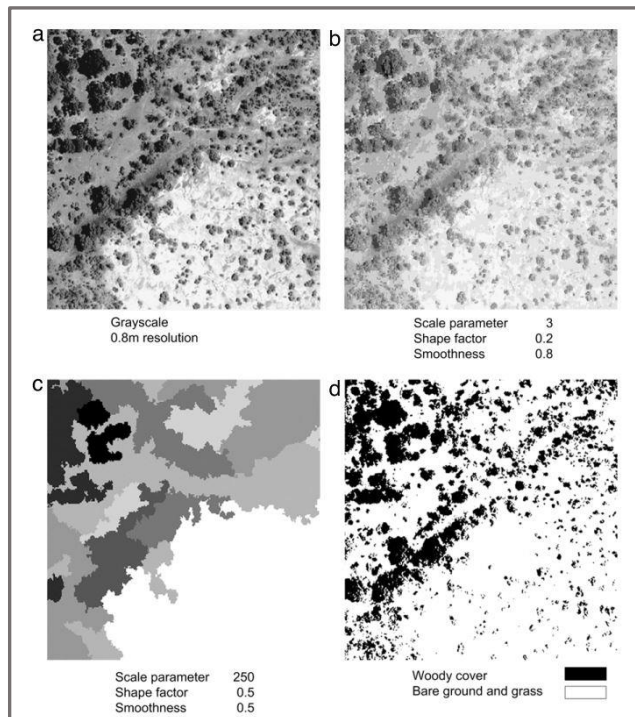 a
b
Grayscale
0.8m resolution
Scale parameter 3
Shape factor 0.2
Smoothness 0.8
c
d
Scale parameter 250
Shape factor 0.5
Smoothness 0.5
Woody cover
Bare ground and grass